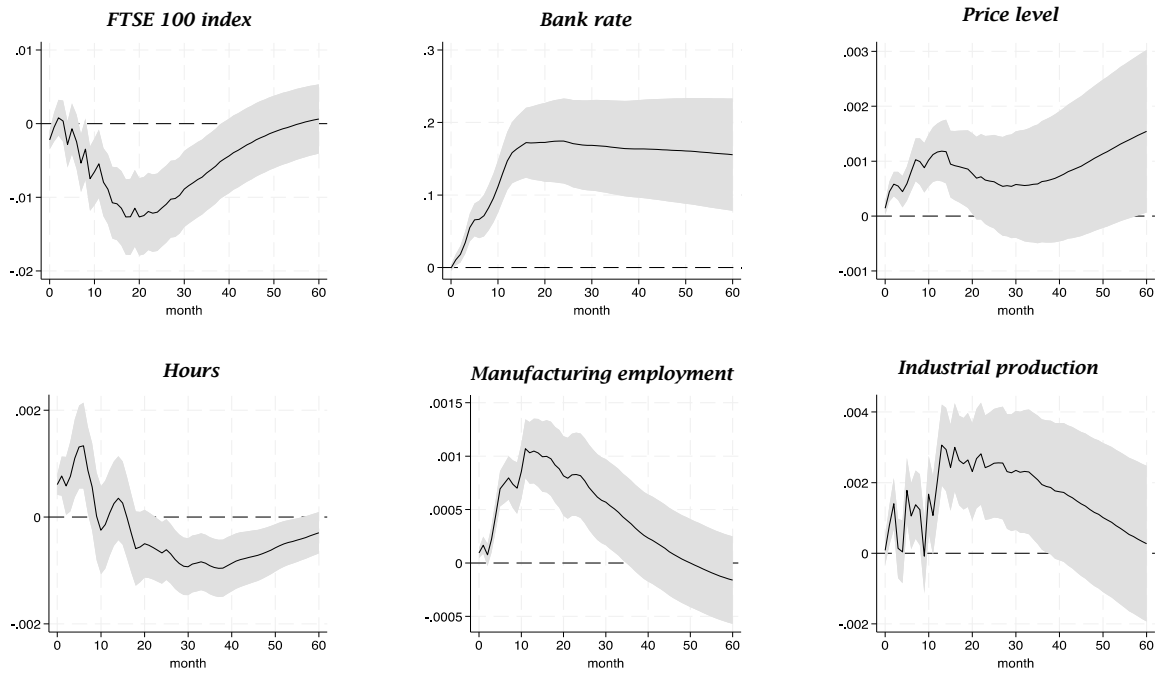 FTSE 100 index
.01
0
-.01
-.02
0 10 20 30 40 50 60
month
Bank rate
.3
.2
.1
0
0 10 20 30 40 50 60
month
Price level
.003
.002
.001
0
-.001
0 10 20 30 40 50 60
month
Hours
.002
0
-.002
0 10 20 30 40 50 60
month
Manufacturing employment
.0015
.001
.0005
0
-.0005
0 10 20 30 40 50 60
month
Industrial production
.004
.002
0
-.002
0 10 20 30 40 50 60
month